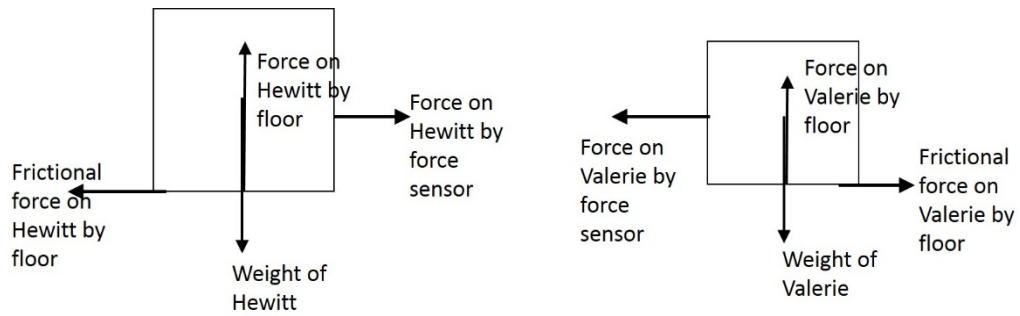 Force on
Hewitt by
floor
Force on
Hewitt by
force
sensor
Frictional
force on
Hewitt by
floor
Weight of
Hewitt
Force on
Valerie by
floor
Force on
Valerie by
force
sensor
Frictional
force on
Valerie by
floor
Weight of
Valerie